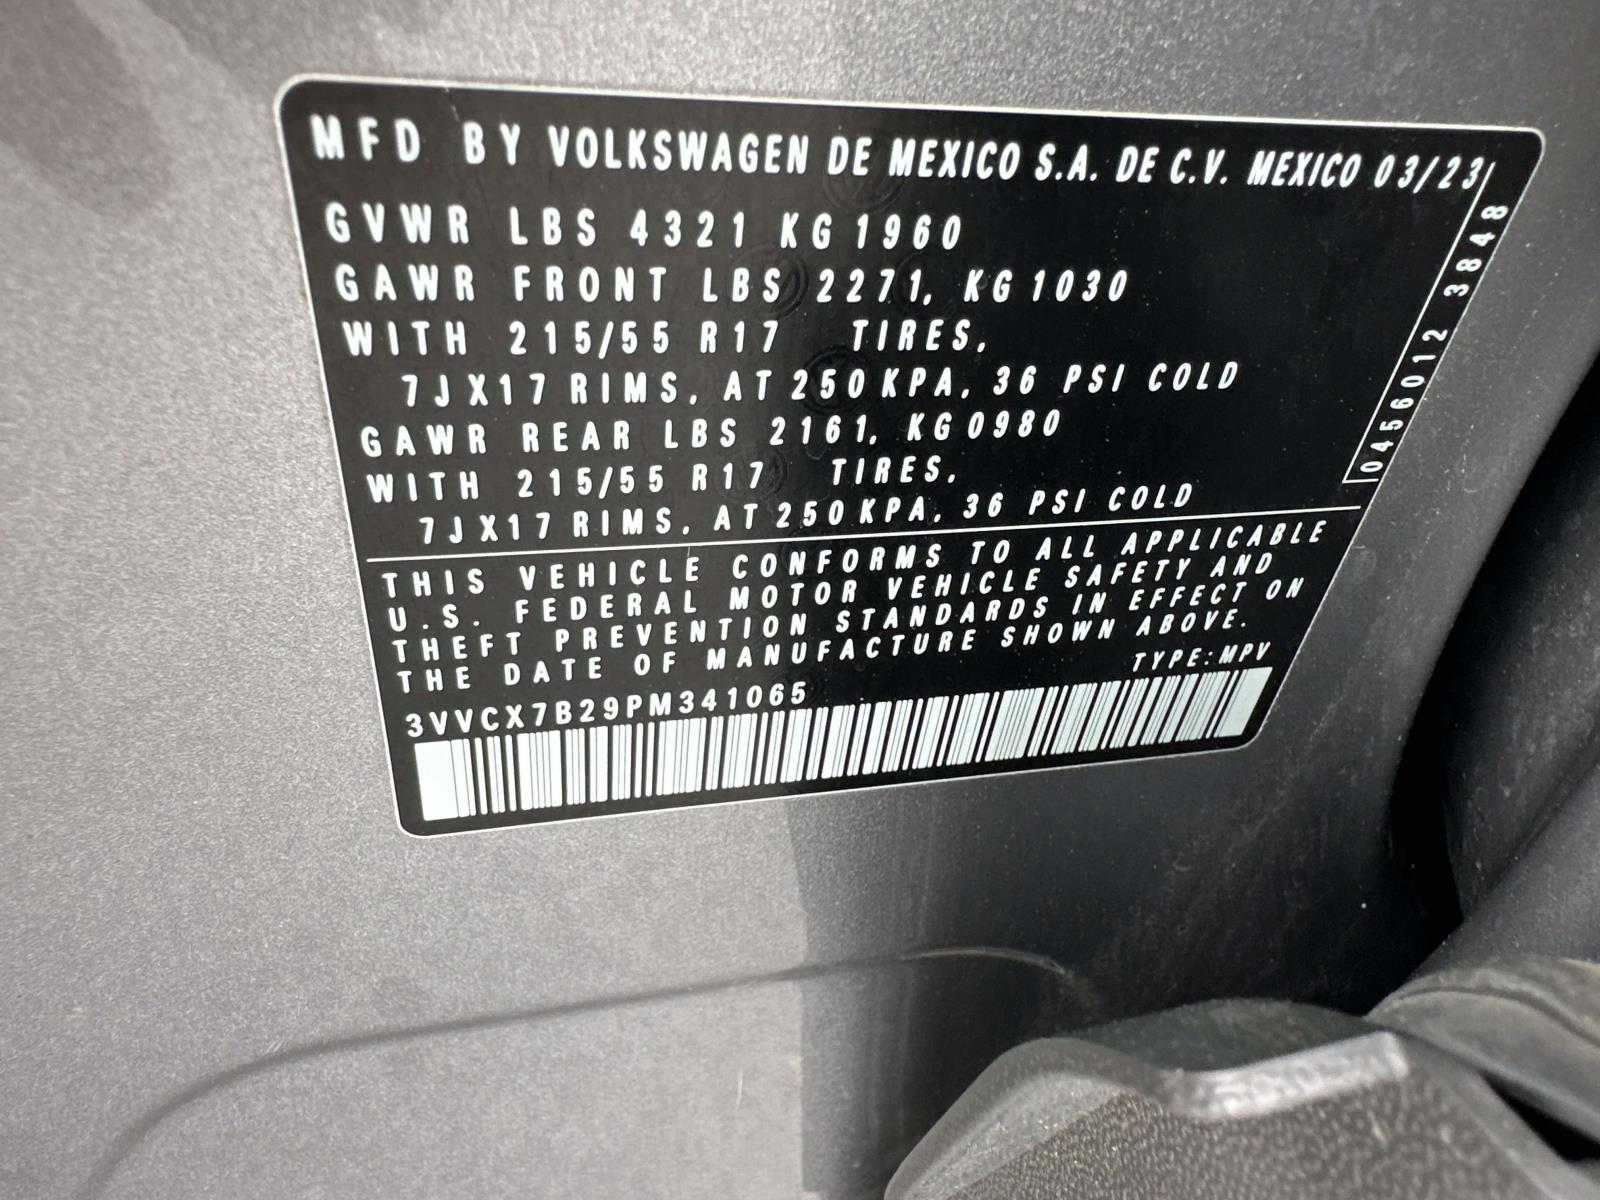 MFD BY VOLKSWAGEN DE MEXICO S.A. DE C.V. MEXICO 03/23
GVWR LBS 4321 KG 1960
GAWR FRONT LBS 2271, KG 1030
WITH 215/55 R17 TIRES,
7JX17 RIMS, AT 250 KPA, 36 PSI COLD
GAWR REAR LBS 2161, KG 0980
WITH 215/55 R17 TIRES,
7JX17 RIMS, AT 250 KPA, 36 PSI COLD
0456012 3848
THIS VEHICLE CONFORMS TO ALL APPLICABLE
U.S. FEDERAL MOTOR VEHICLE SAFETY AND
THEFT PREVENTION STANDARDS IN EFFECT ON
THE DATE OF MANUFACTURE SHOWN ABOVE.
TYPE:MPV
3VVCX7B29PM341065